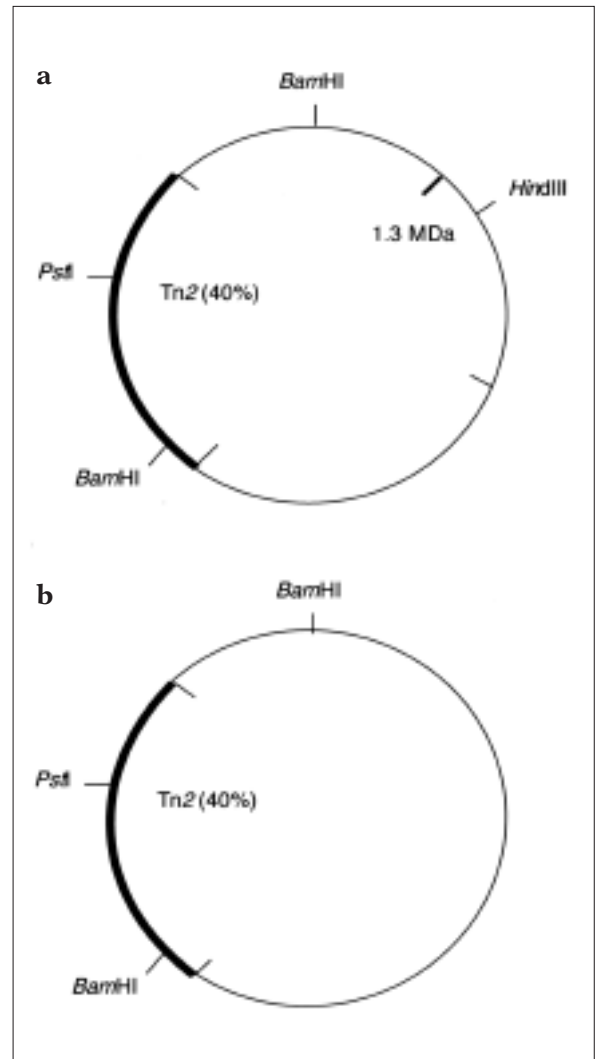 a
BamHI
HindIII
1.3 MDa
PstI
Tn2 (40%)
BamHI
b
BamHI
PstI
Tn2 (40%)
BamHI